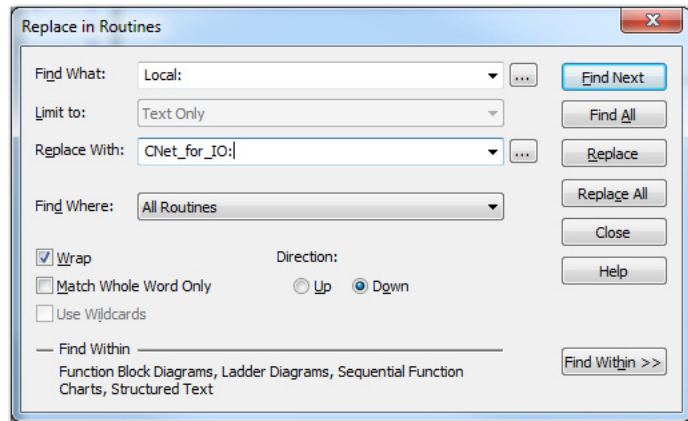 Replace in Routines
Find What:
Local:
...
Find Next
Limit to:
Text Only
Find All
Replace With:
CNet_for_IO:
...
Replace
Find Where:
All Routines
Replace All
Close
Wrap
Direction:
Help
Match Whole Word Only
Up
Down
Use Wildcards
Find Within
Find Within >>
Function Block Diagrams, Ladder Diagrams, Sequential Function
Charts, Structured Text